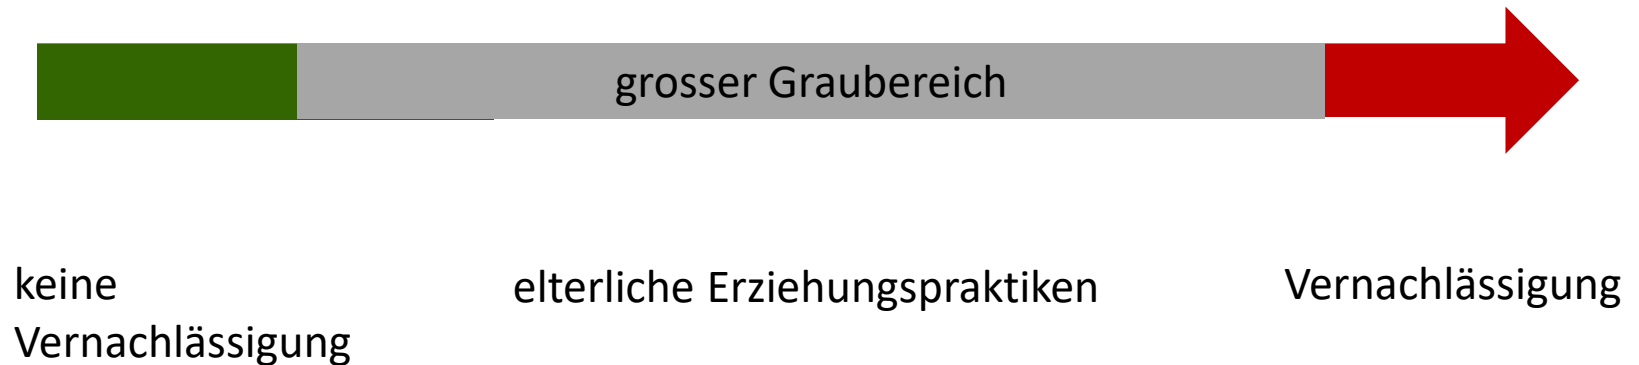 grosser Graubereich
keine
Vernachlässigung
elterliche Erziehungspraktiken
Vernachlässigung